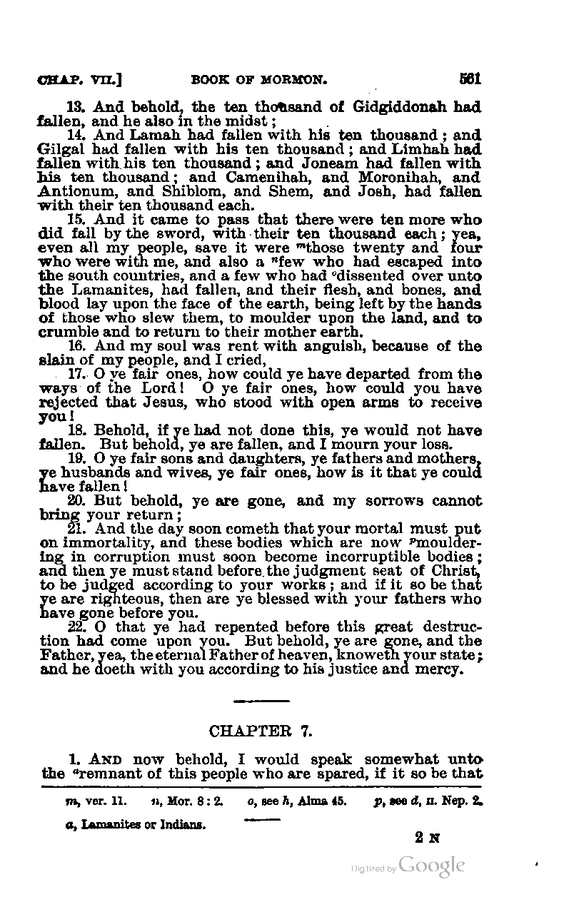 CHAP. VII.] BOOK OF MORMON. 561
13. And behold, the ten thousand of Gidgiddonah had
fallen, and he also in the midst;
14. And Lamah had fallen with his ten thousand; and
Gilgal had fallen with his ten thousand; and Limhah had
fallen with his ten thousand; and Joneam had fallen with
his ten thousand; and Camenihah, and Moronihah, and
Antionum, and Shiblom, and Shem, and Josh, had fallen
with their ten thousand each.
15. And it came to pass that there were ten more who
did fall by the sword, with their ten thousand each; yea,
even all my people, save it were ᵐthose twenty and four
who were with me, and also a ⁿfew who had escaped into
the south countries, and a few who had ᵒdissented over unto
the Lamanites, had fallen, and their flesh, and bones, and
blood lay upon the face of the earth, being left by the hands
of those who slew them, to moulder upon the land, and to
crumble and to return to their mother earth.
16. And my soul was rent with anguish, because of the
slain of my people, and I cried,
17. O ye fair ones, how could ye have departed from the
ways of the Lord! O ye fair ones, how could you have
rejected that Jesus, who stood with open arms to receive
you!
18. Behold, if ye had not done this, ye would not have
fallen. But behold, ye are fallen, and I mourn your loss.
19. O ye fair sons and daughters, ye fathers and mothers,
ye husbands and wives, ye fair ones, how is it that ye could
have fallen!
20. But behold, ye are gone, and my sorrows cannot
bring your return;
21. And the day soon cometh that your mortal must put
on immortality, and these bodies which are now ᵖmoulder-
ing in corruption must soon become incorruptible bodies;
and then ye must stand before the judgment seat of Christ,
to be judged according to your works; and if it so be that
ye are righteous, then are ye blessed with your fathers who
have gone before you.
22. O that ye had repented before this great destruc-
tion had come upon you. But behold, ye are gone, and the
Father, yea, the eternal Father of heaven, knoweth your state;
and he doeth with you according to his justice and mercy.
CHAPTER 7.
1. AND now behold, I would speak somewhat unto
the ᵃremnant of this people who are spared, if it so be that
m, ver. 11. n, Mor. 8:2. o, see h, Alma 45. p, see d, II. Nep. 2.
a, Lamanites or Indians.
2 N
Digitized by Google